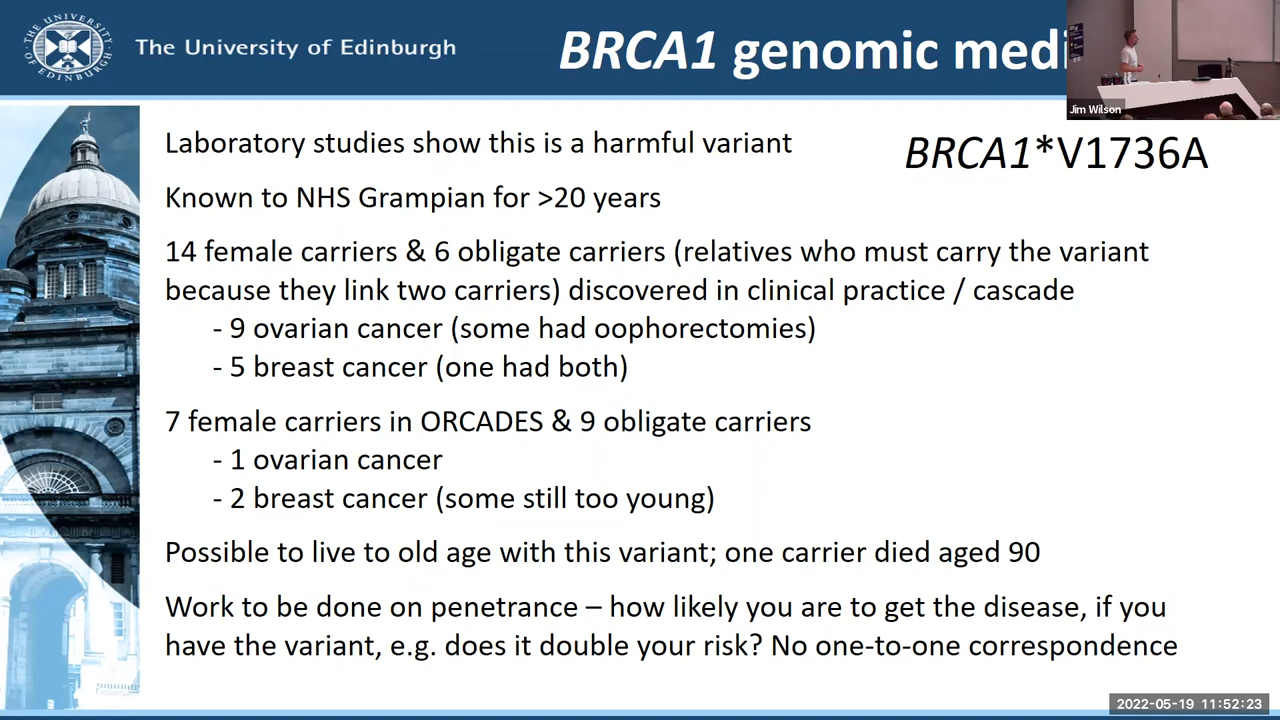 THE UNIVERSITY OF EDINBURGH
The University of Edinburgh
BRCA1 genomic medi
Jim Wilson
BRCA1*V1736A
Laboratory studies show this is a harmful variant
Known to NHS Grampian for >20 years
14 female carriers & 6 obligate carriers (relatives who must carry the variant
because they link two carriers) discovered in clinical practice / cascade
- 9 ovarian cancer (some had oophorectomies)
- 5 breast cancer (one had both)
7 female carriers in ORCADES & 9 obligate carriers
- 1 ovarian cancer
- 2 breast cancer (some still too young)
Possible to live to old age with this variant; one carrier died aged 90
Work to be done on penetrance – how likely you are to get the disease, if you
have the variant, e.g. does it double your risk? No one-to-one correspondence
2022-05-19 11:52:23